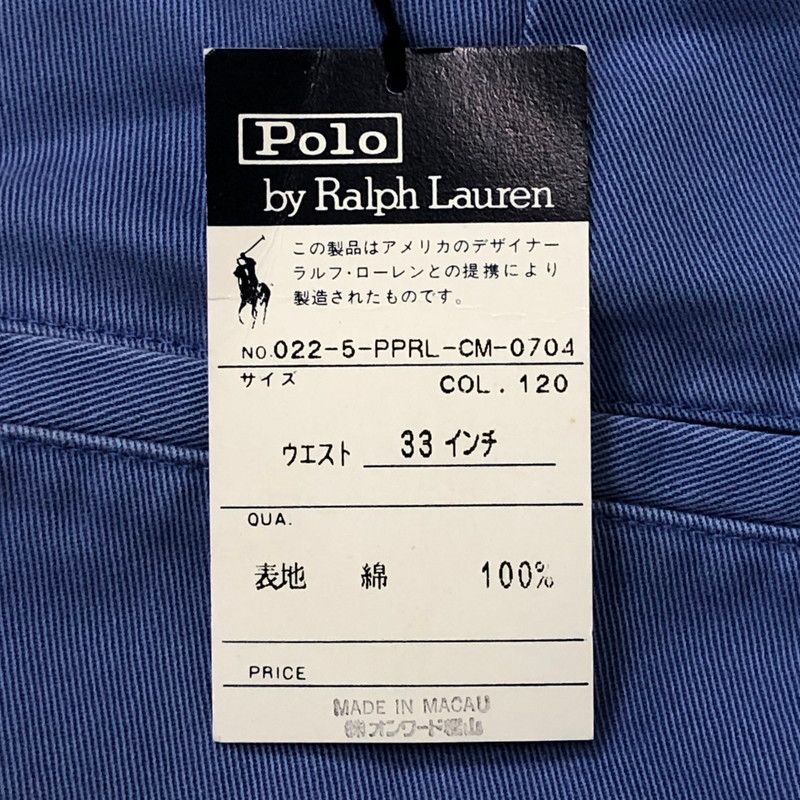 Polo
by Ralph Lauren
この製品はアメリカのデザイナー
ラルフ・ローレンとの提携により
製造されたものです。
NO.022-5-PPRL-CM-0704
サイズ COL. 120
ウエスト 33インチ
QUA.
表地 綿 100%
PRICE
MADE IN MACAU
㈱オンワード樫山